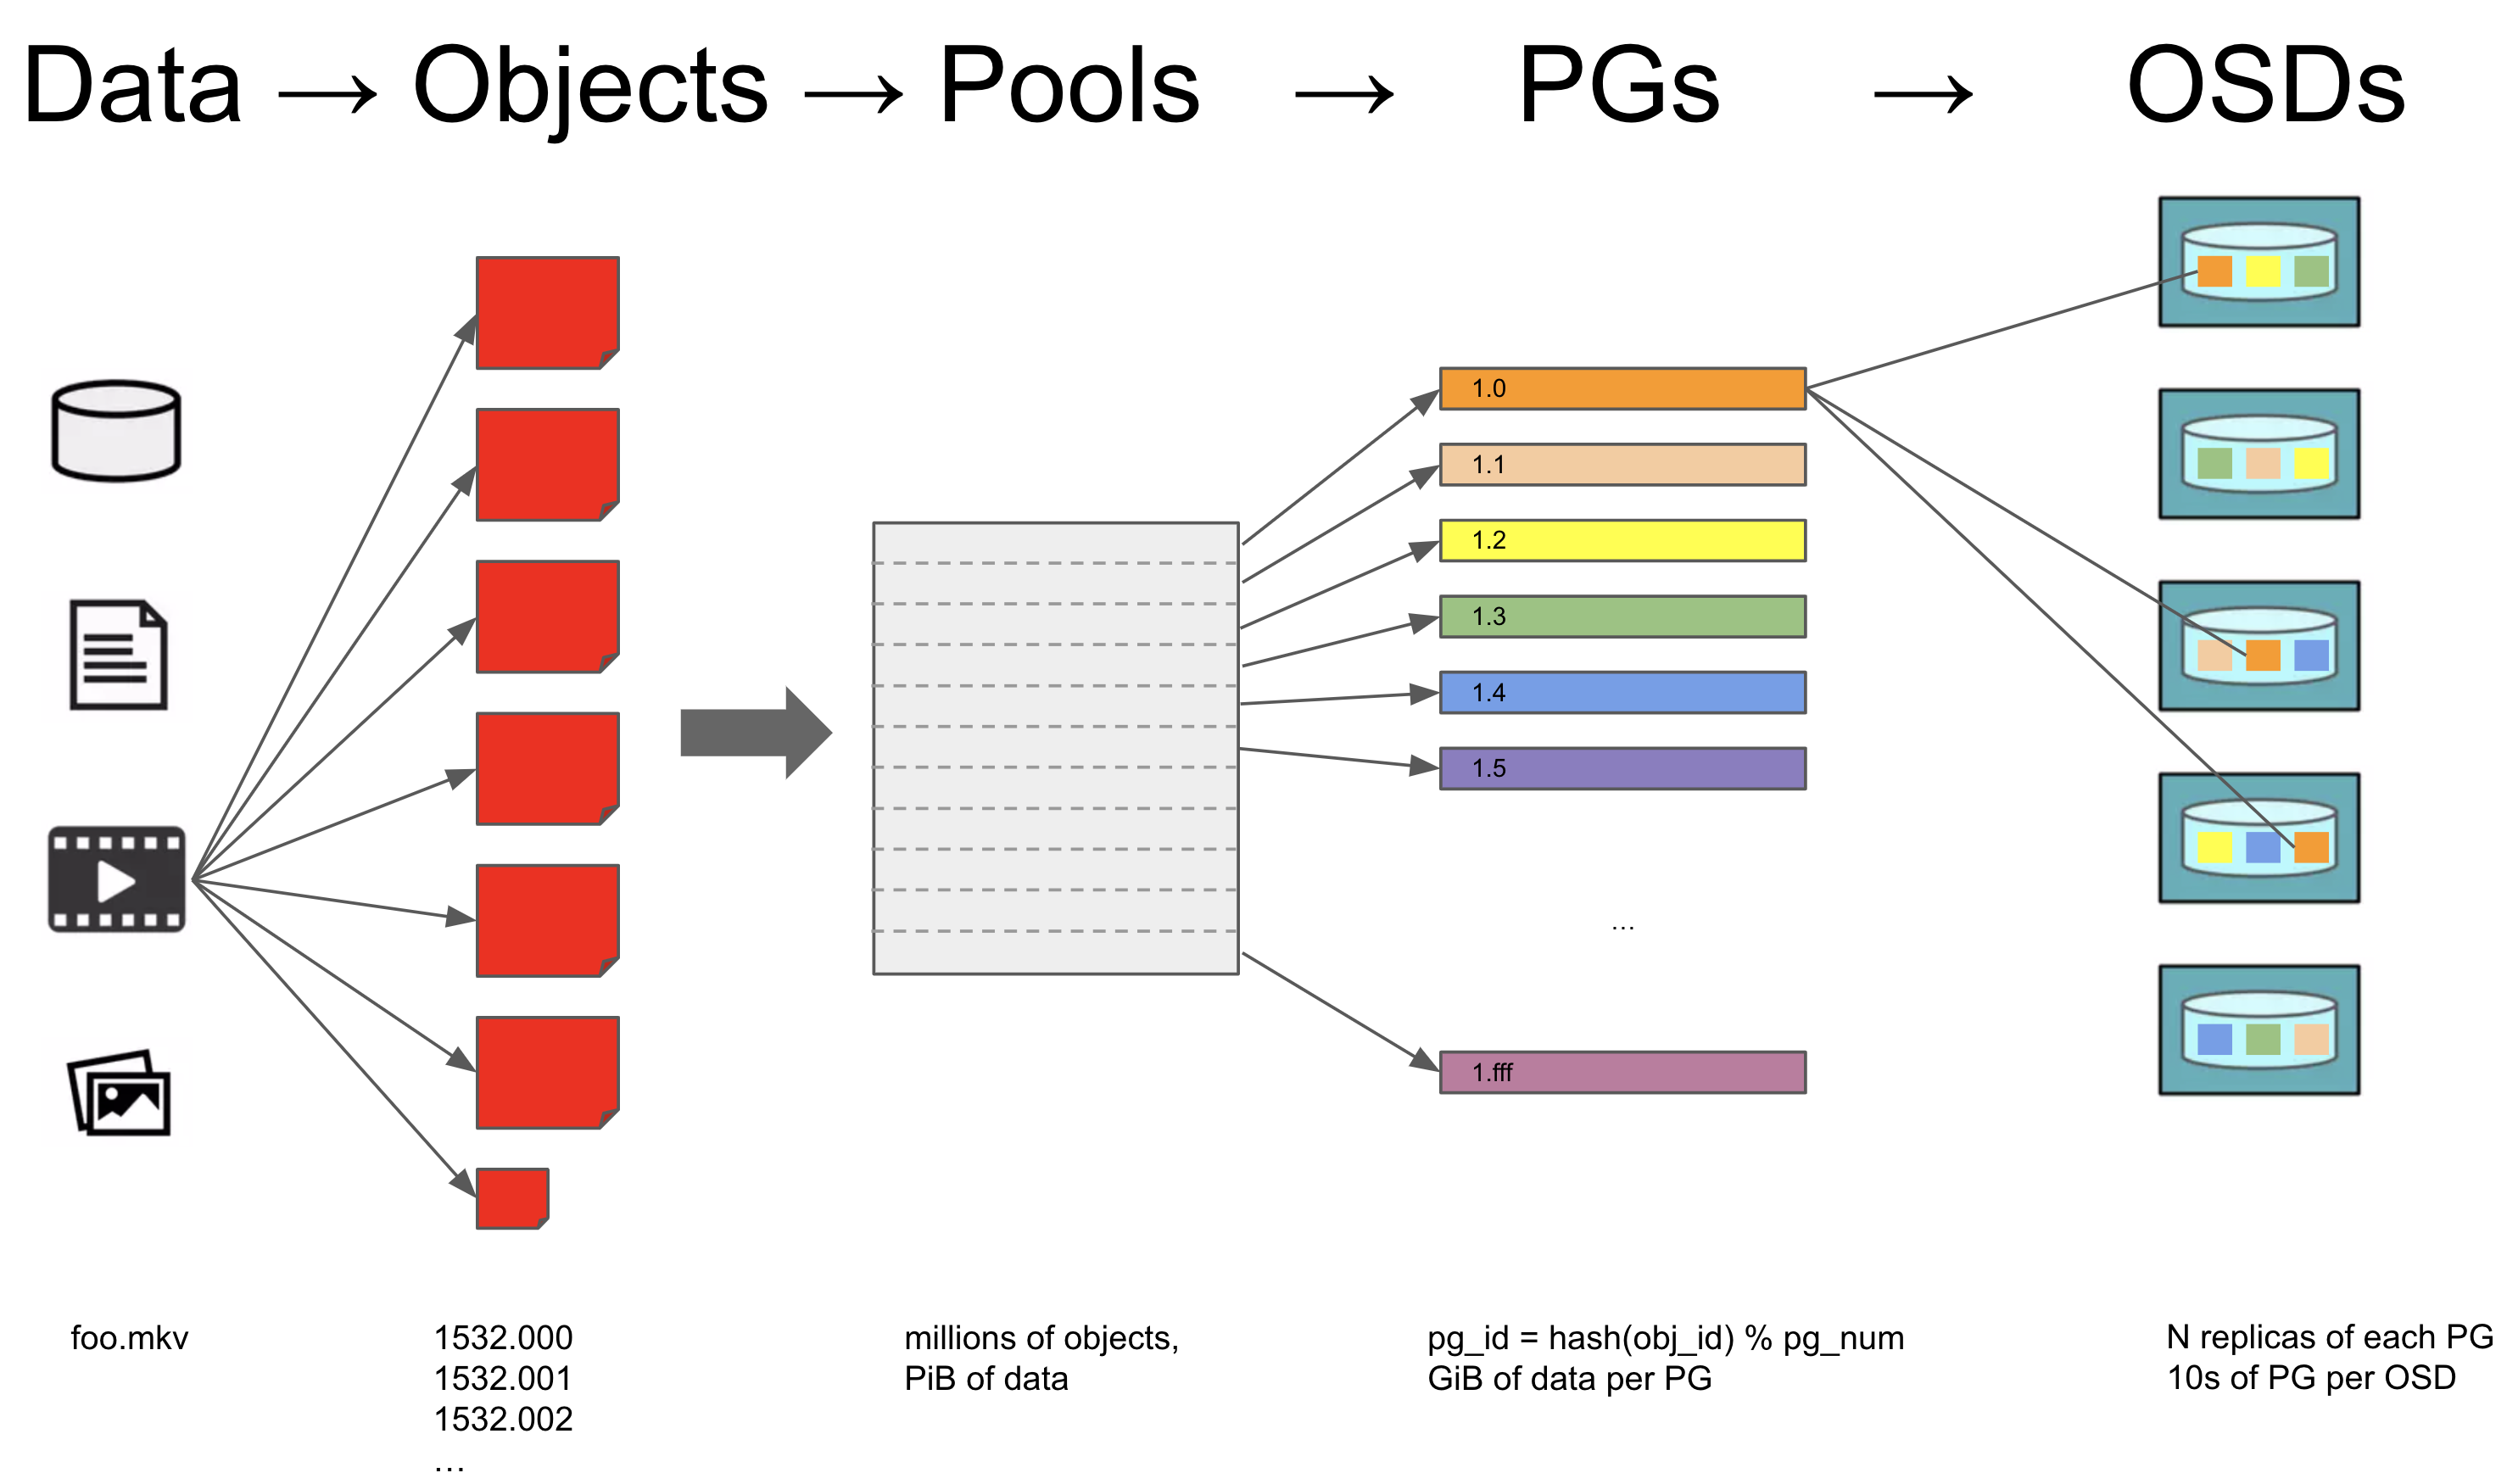 Data → Objects → Pools → PGs → OSDs
1.0
1.1
1.2
1.3
1.4
1.5
...
1.fff
foo.mkv
1532.000
1532.001
1532.002
...
millions of objects,
PiB of data
pg_id = hash(obj_id) % pg_num
GiB of data per PG
N replicas of each PG
10s of PG per OSD